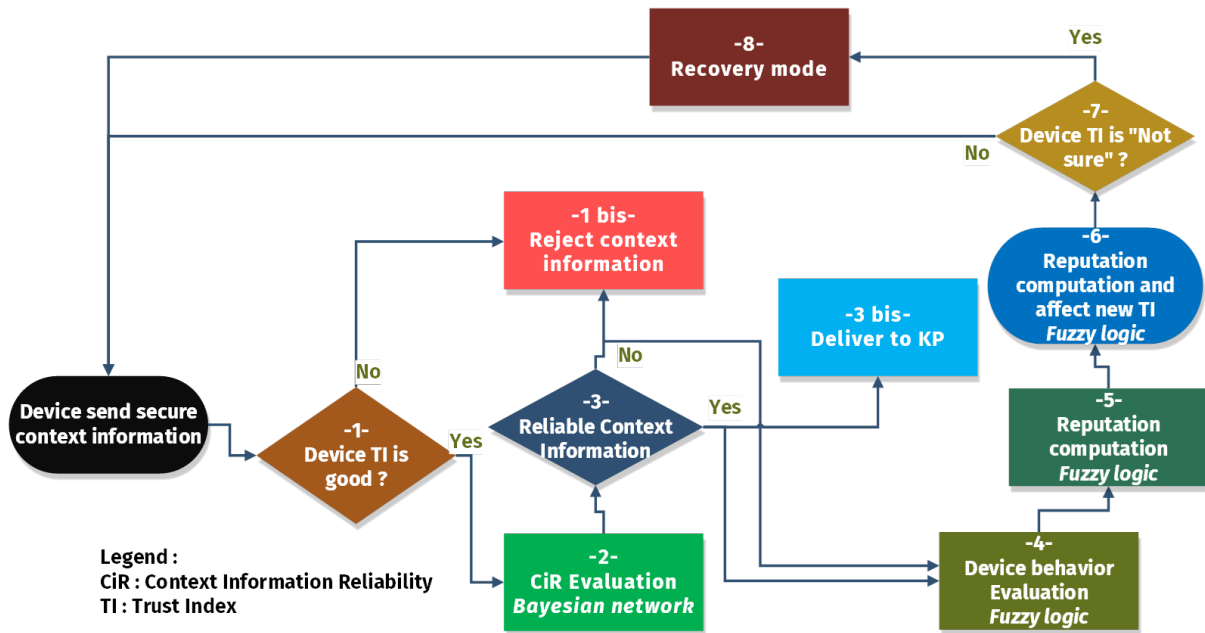 -8-
Recovery mode
Yes
-7-
Device TI is "Not
sure" ?
No
-1 bis-
Reject context
information
-6-
Reputation
computation and
affect new TI
Fuzzy logic
-3 bis-
Deliver to KP
No
No
Device send secure
context information
-1-
Device TI is
good ?
Yes
-3-
Reliable Context
Information
Yes
-5-
Reputation
computation
Fuzzy logic
-2-
CiR Evaluation
Bayesian network
-4-
Device behavior
Evaluation
Fuzzy logic
Legend :
CiR : Context Information Reliability
TI : Trust Index